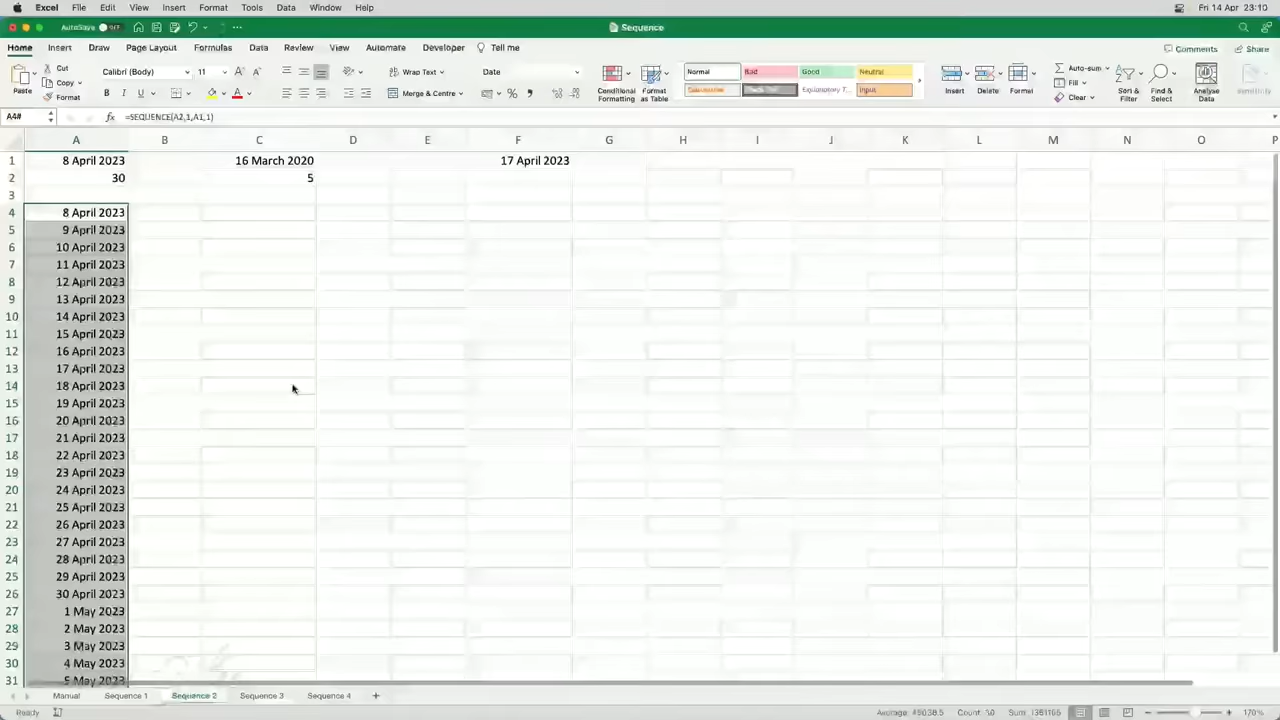 Excel File Edit View Insert Format Tools Data Window Help Fri 14 Apr 23:10
AutoSave OFF ... Sequence
Home Insert Draw Page Layout Formulas Data Review View Automate Developer Tell me Comments Share
Paste Cut Copy Format
Calibri (Body) 11
B I U A
Wrap Text
Merge & Centre
Date
%
Conditional Formatting
Format as Table
Normal Bad Good Neutral
Explanatory T... Input
Insert Delete Format
Auto-sum Fill Clear
Sort & Filter
Find & Select
Analyse Data
Sensitivity
fx =SEQUENCE(A2,1,A1,1)
A B C D E F G H I J K L M N O P
1 8 April 2023 16 March 2020 17 April 2023
2 30 5
3
4 8 April 2023
5 9 April 2023
6 10 April 2023
7 11 April 2023
8 12 April 2023
9 13 April 2023
10 14 April 2023
11 15 April 2023
12 16 April 2023
13 17 April 2023
14 18 April 2023
15 19 April 2023
16 20 April 2023
17 21 April 2023
18 22 April 2023
19 23 April 2023
20 24 April 2023
21 25 April 2023
22 26 April 2023
23 27 April 2023
24 28 April 2023
25 29 April 2023
26 30 April 2023
27 1 May 2023
28 2 May 2023
29 3 May 2023
30 4 May 2023
31 5 May 2023
Manual Sequence 1 Sequence 2 Sequence 3 Sequence 4 +
Ready Average: Count: Sum: 170%